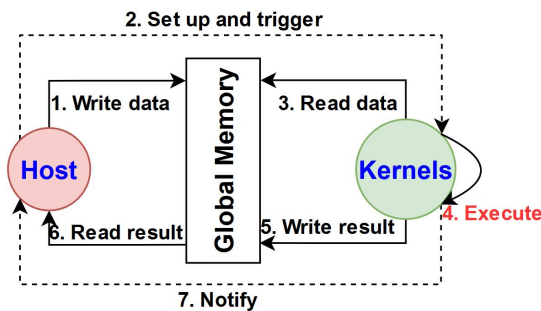 2. Set up and trigger
1. Write data
3. Read data
Host
Global Memory
Kernels
4. Execute
6. Read result
5. Write result
7. Notify